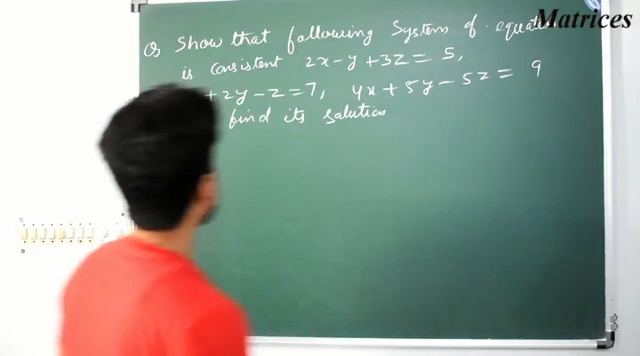 Matrices
Q Show that following System of equation
is consistent 2x - y + 3z = 5,
+ 2y - z = 7, 4x + 5y - 5z = 9
find its solution